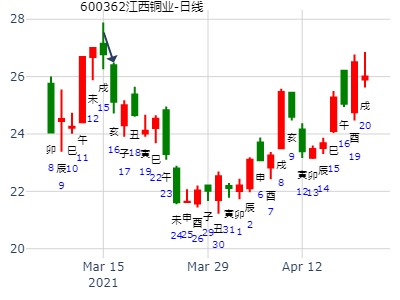 600362江西铜业-日线
28
26
24
22
20
卯
8
辰
9
巳
10
午
11
未
12
戌
15
亥
16
子
17
丑
18
寅
19
巳
22
午
23
未
24
申
25
酉
26
子
29
丑
30
寅
31
卯
1
辰
2
申
6
酉
7
戌
8
亥
9
寅
12
卯
13
辰
14
巳
15
午
16
酉
19
戌
20
Mar 15
2021
Mar 29
Apr 12